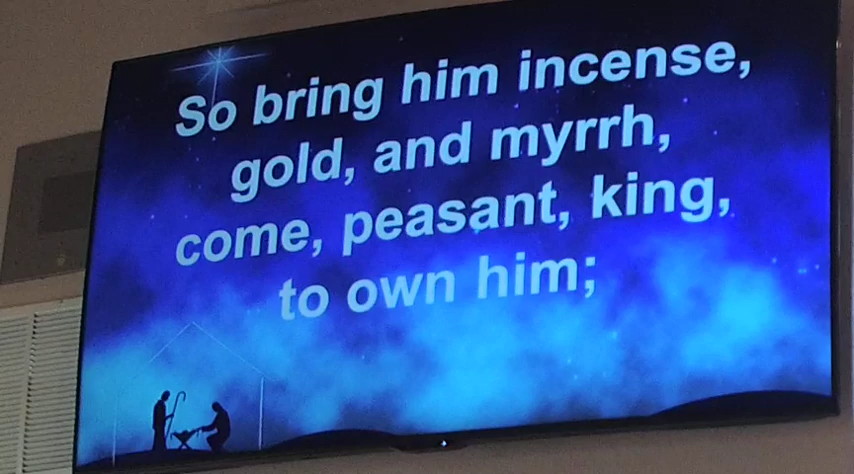 So bring him incense,
gold, and myrrh,
come, peasant, king,
to own him;